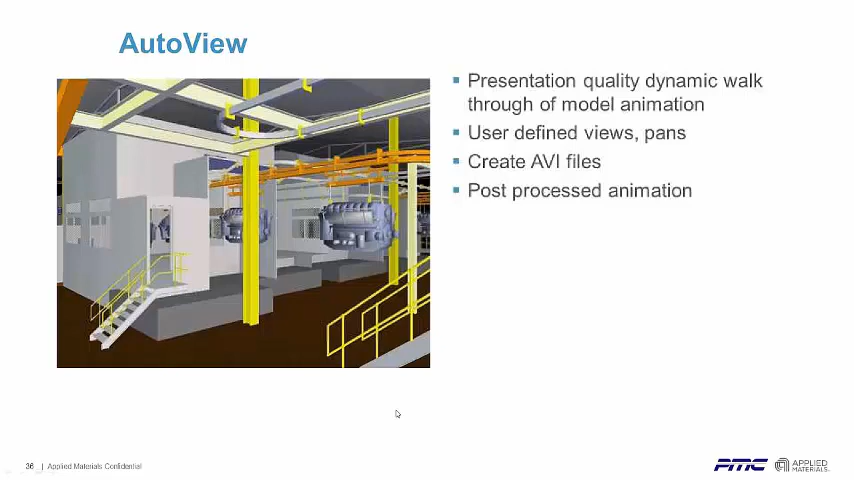 AutoView
Presentation quality dynamic walk
through of model animation
User defined views, pans
Create AVI files
Post processed animation
36 | Applied Materials Confidential
PMC
APPLIED
MATERIALS